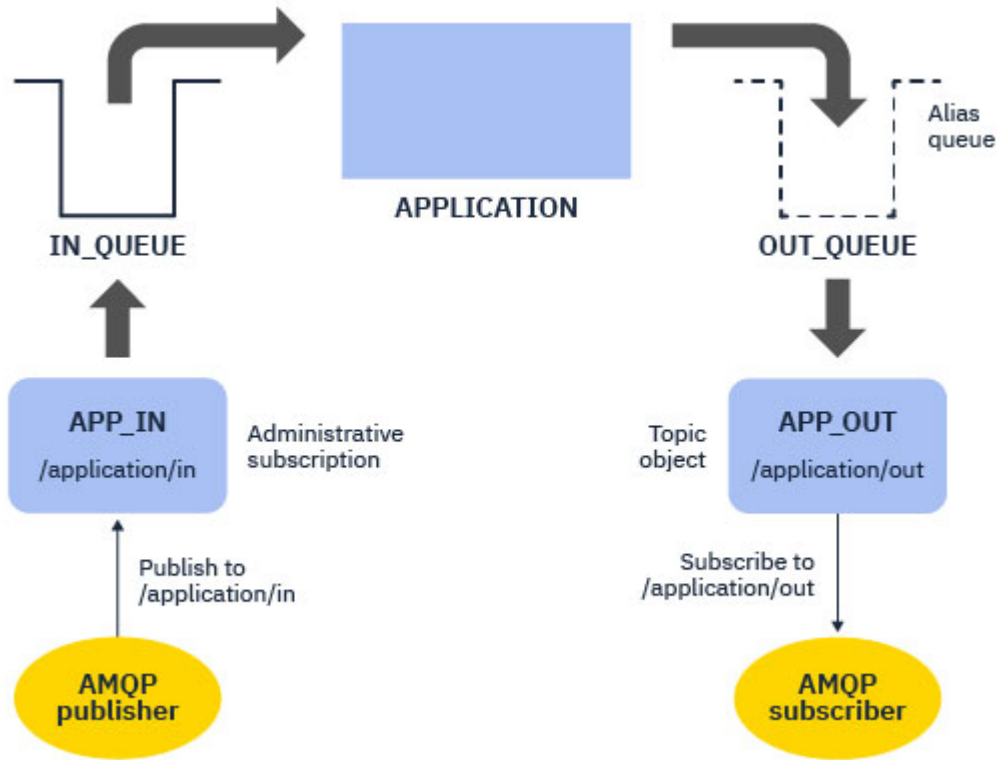 Alias
queue
APPLICATION
IN_QUEUE
OUT_QUEUE
APP_IN
/application/in
Administrative
subscription
Topic
object
APP_OUT
/application/out
Publish to
/application/in
Subscribe to
/application/out
AMQP
publisher
AMQP
subscriber